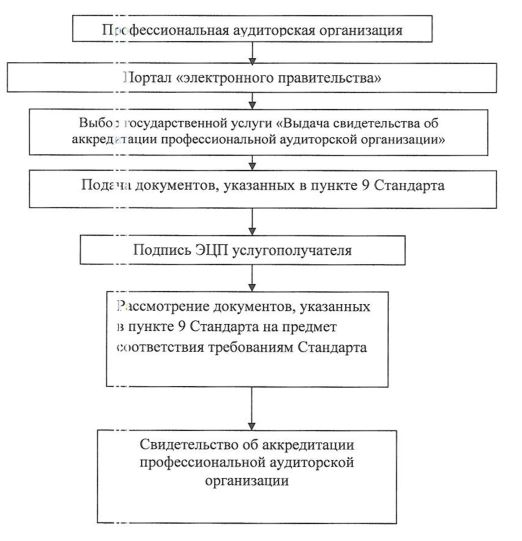 Профессиональная аудиторская организация
Портал «электронного правительства»
Выбор государственной услуги «Выдача свидетельства об
аккредитации профессиональной аудиторской организации»
Подача документов, указанных в пункте 9 Стандарта
Подпись ЭЦП услугополучателя
Рассмотрение документов, указанных
в пункте 9 Стандарта на предмет
соответствия требованиям Стандарта
Свидетельство об аккредитации
профессиональной аудиторской
организации